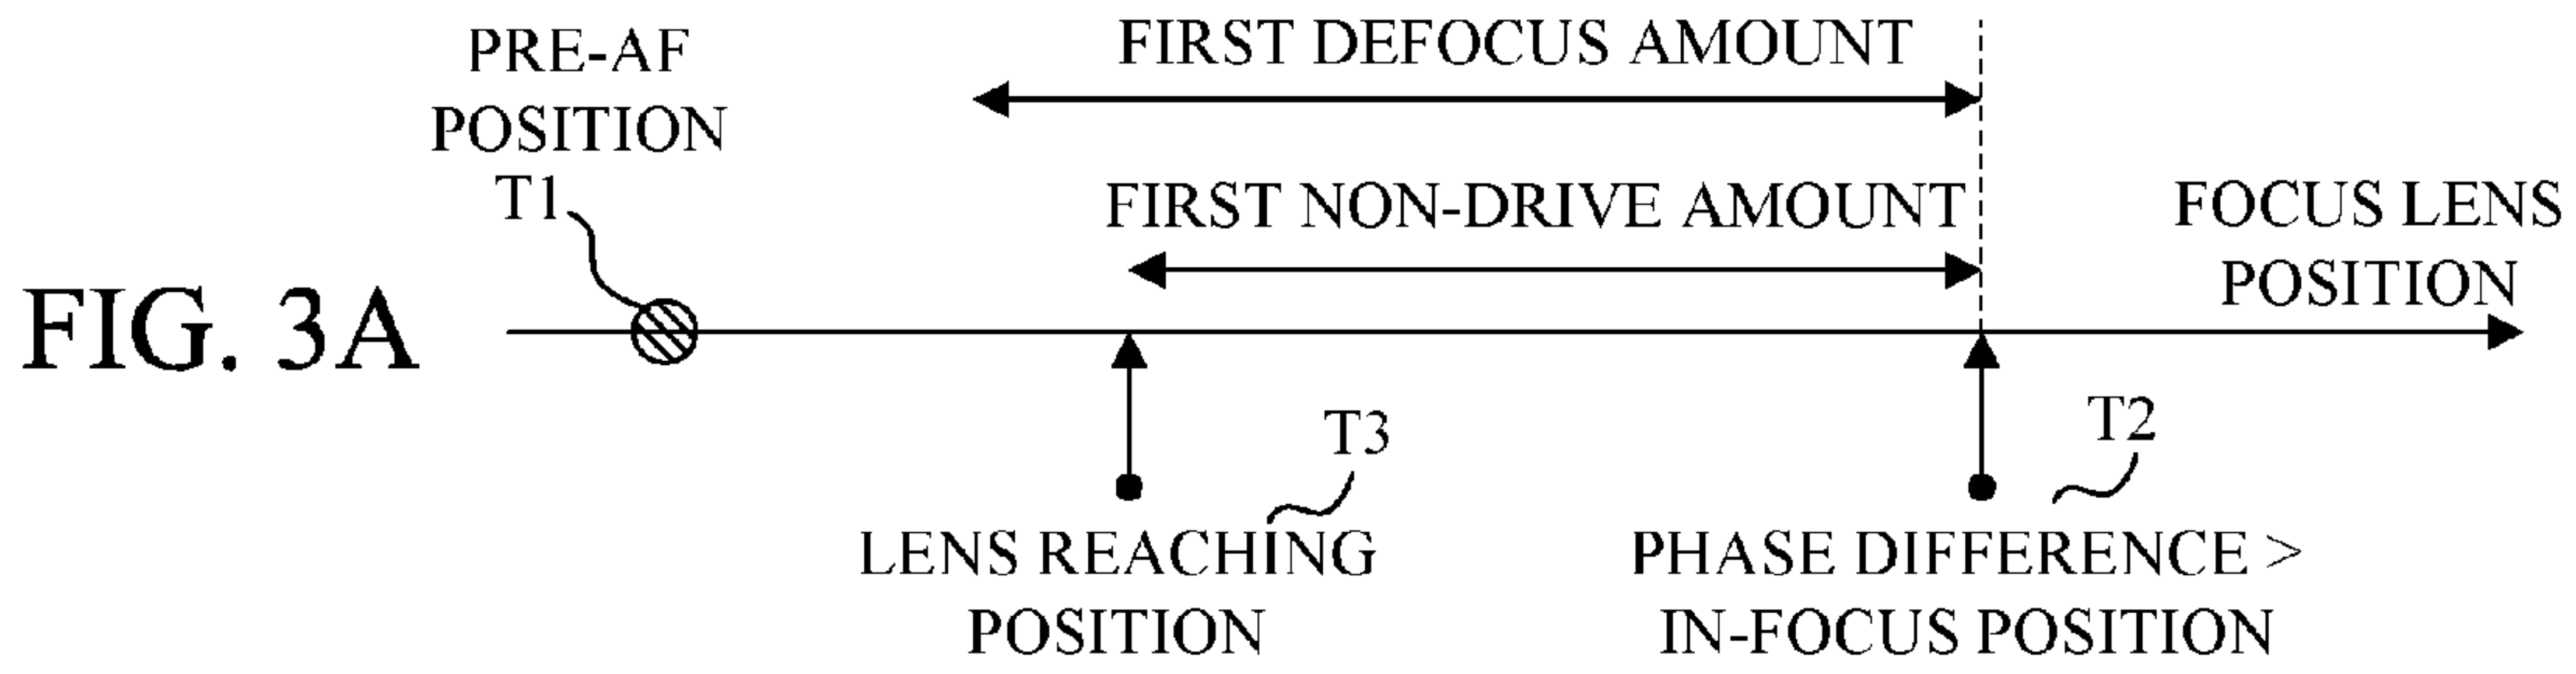 PRE-AF
POSITION
T1
FIRST DEFOCUS AMOUNT
FIRST NON-DRIVE AMOUNT
FOCUS LENS
POSITION
FIG. 3A
T3
LENS REACHING
POSITION
T2
PHASE DIFFERENCE >
IN-FOCUS POSITION